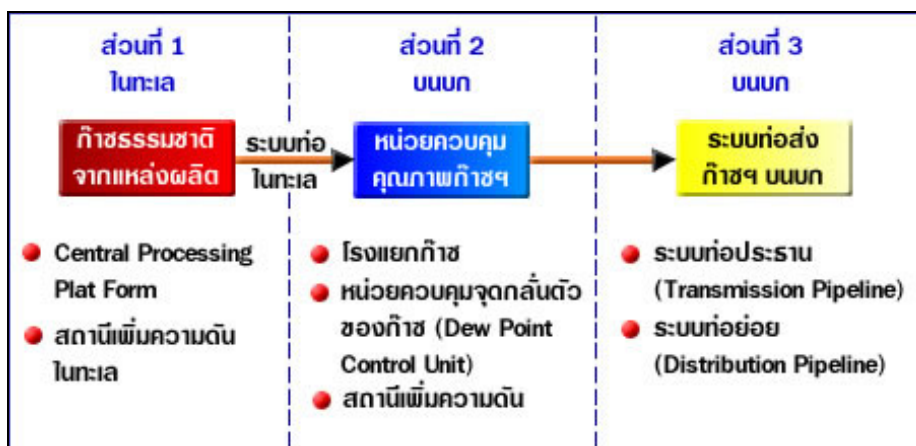 ส่วนที่ 1
ในทะเล
ก๊าซธรรมชาติ
จากแหล่งผลิต
ระบบท่อ
ในทะเล
Central Processing
Plat Form
สถานีเพิ่มความดัน
ในทะเล
ส่วนที่ 2
บนบก
หน่วยควบคุม
คุณภาพก๊าซฯ
โรงแยกก๊าซ
หน่วยควบคุมจุดกลั่นตัว
ของก๊าซ (Dew Point
Control Unit)
สถานีเพิ่มความดัน
ส่วนที่ 3
บนบก
ระบบท่อส่ง
ก๊าซฯ บนบก
ระบบท่อประธาน
(Transmission Pipeline)
ระบบท่อย่อย
(Distribution Pipeline)